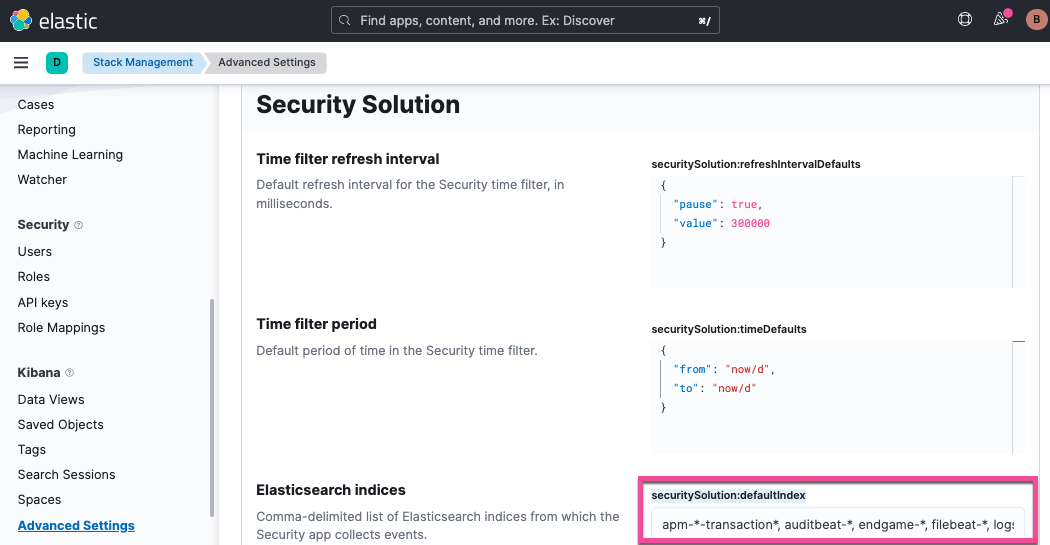 elastic
Find apps, content, and more. Ex: Discover
⌘/
B
D
Stack Management
Advanced Settings
Cases
Reporting
Machine Learning
Watcher
Security
Users
Roles
API keys
Role Mappings
Kibana
Data Views
Saved Objects
Tags
Search Sessions
Spaces
Advanced Settings
Security Solution
Time filter refresh interval
Default refresh interval for the Security time filter, in
milliseconds.
securitySolution:refreshIntervalDefaults
{
"pause": true,
"value": 300000
}
Time filter period
Default period of time in the Security time filter.
securitySolution:timeDefaults
{
"from": "now/d",
"to": "now/d"
}
Elasticsearch indices
Comma-delimited list of Elasticsearch indices from which the
Security app collects events.
securitySolution:defaultIndex
apm-*-transaction*, auditbeat-*, endgame-*, filebeat-*, logs